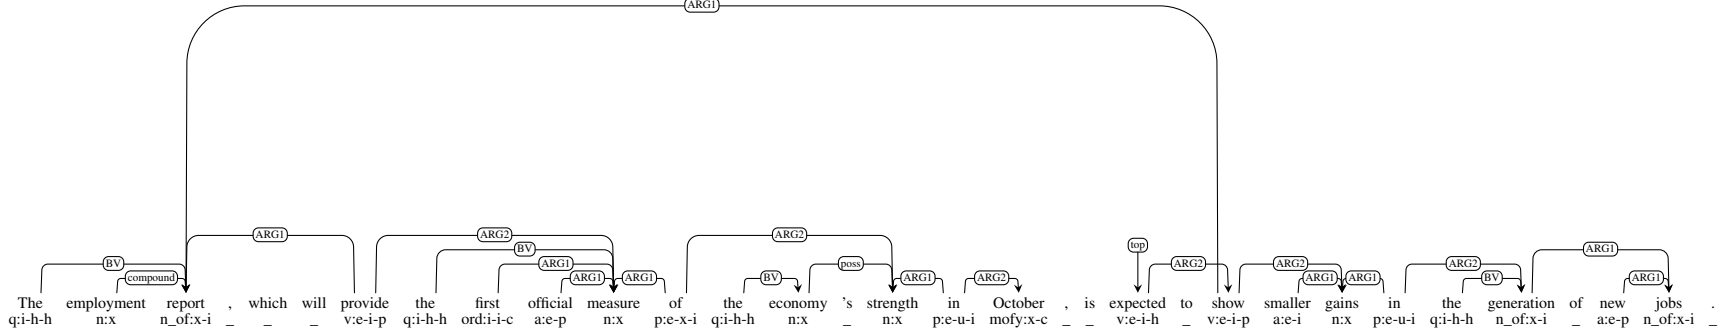 ARG1
ARG1 ARG2 ARG2
BV top
BV ARG1 poss ARG2 ARG2 ARG2 ARG1
compound ARG1 ARG1 BV ARG1 ARG2 ARG1 ARG1 BV ARG1
The employment report , which will provide the first official measure of the economy 's strength in October , is expected to show smaller gains in the generation of new jobs .
q:i-h-h n:x n_of:x-i _ _ _ v:e-i-p q:i-h-h ord:i-i-c a:e-p n:x p:e-x-i q:i-h-h n:x _ n:x p:e-u-i mofy:x-c _ _ v:e-i-h _ v:e-i-p a:e-i n:x p:e-u-i q:i-h-h n_of:x-i _ a:e-p n_of:x-i _